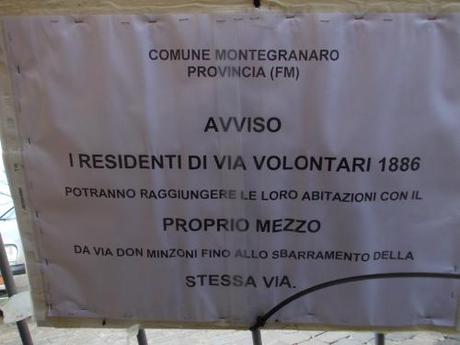 COMUNE MONTEGRANARO
PROVINCIA (FM)
AVVISO
I RESIDENTI DI VIA VOLONTARI 1886
POTRANNO RAGGIUNGERE LE LORO ABITAZIONI CON IL
PROPRIO MEZZO
DA VIA DON MINZONI FINO ALLO SBARRAMENTO DELLA
STESSA VIA.